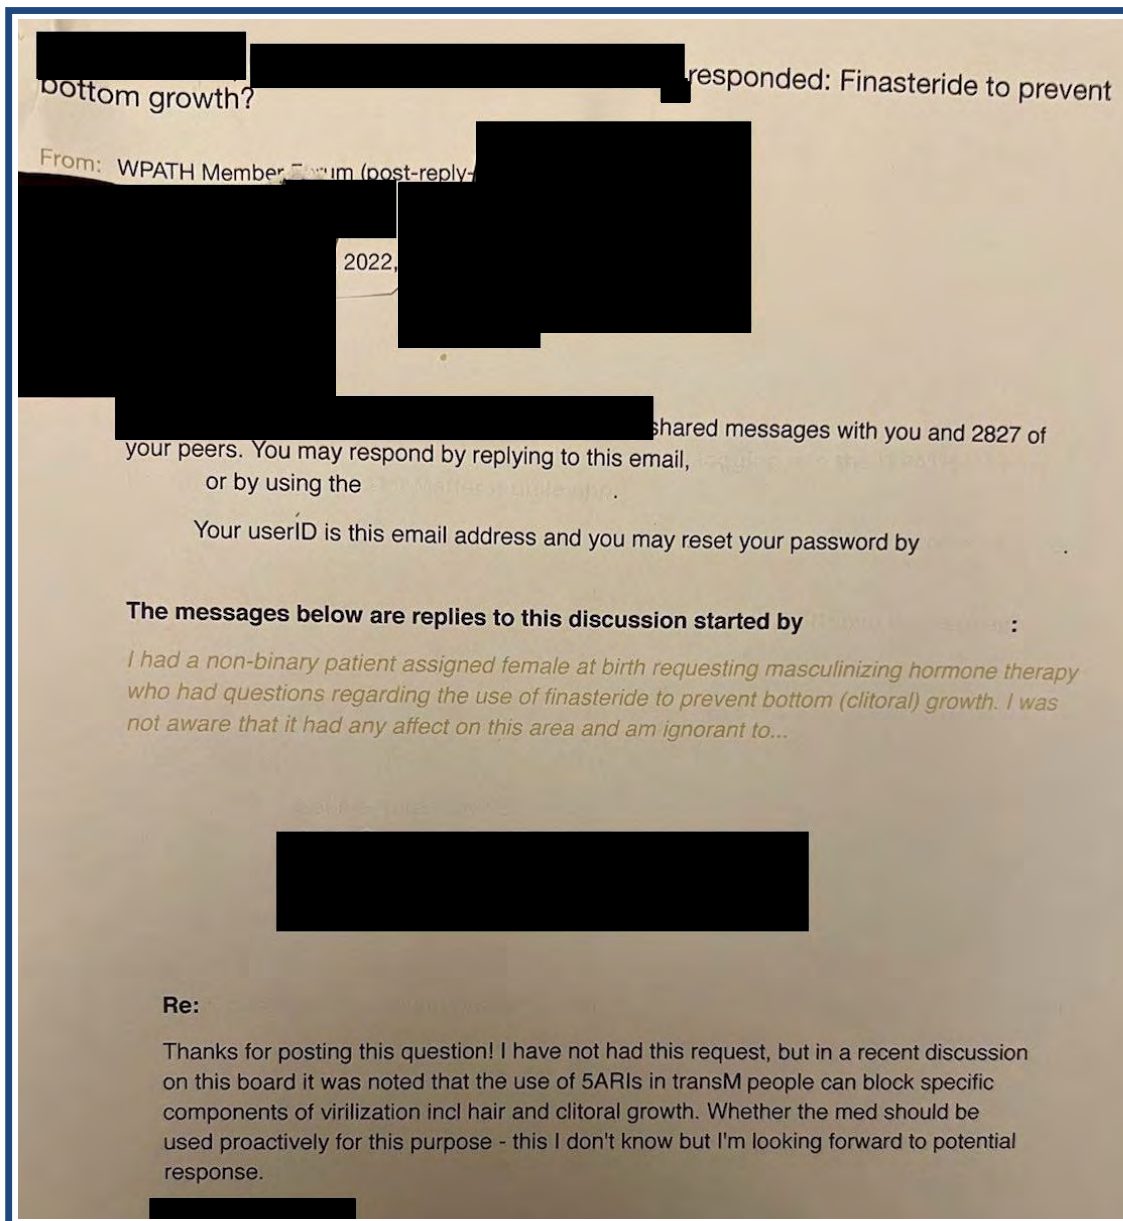 responded: Finasteride to prevent
bottom growth?
From: WPATH Member (post-reply-
2022,
shared messages with you and 2827 of
your peers. You may respond by replying to this email,
or by using the .
Your userID is this email address and you may reset your password by .
The messages below are replies to this discussion started by :
I had a non-binary patient assigned female at birth requesting masculinizing hormone therapy
who had questions regarding the use of finasteride to prevent bottom (clitoral) growth. I was
not aware that it had any affect on this area and am ignorant to...
Re:
Thanks for posting this question! I have not had this request, but in a recent discussion
on this board it was noted that the use of 5ARIs in transM people can block specific
components of virilization incl hair and clitoral growth. Whether the med should be
used proactively for this purpose - this I don't know but I'm looking forward to potential
response.